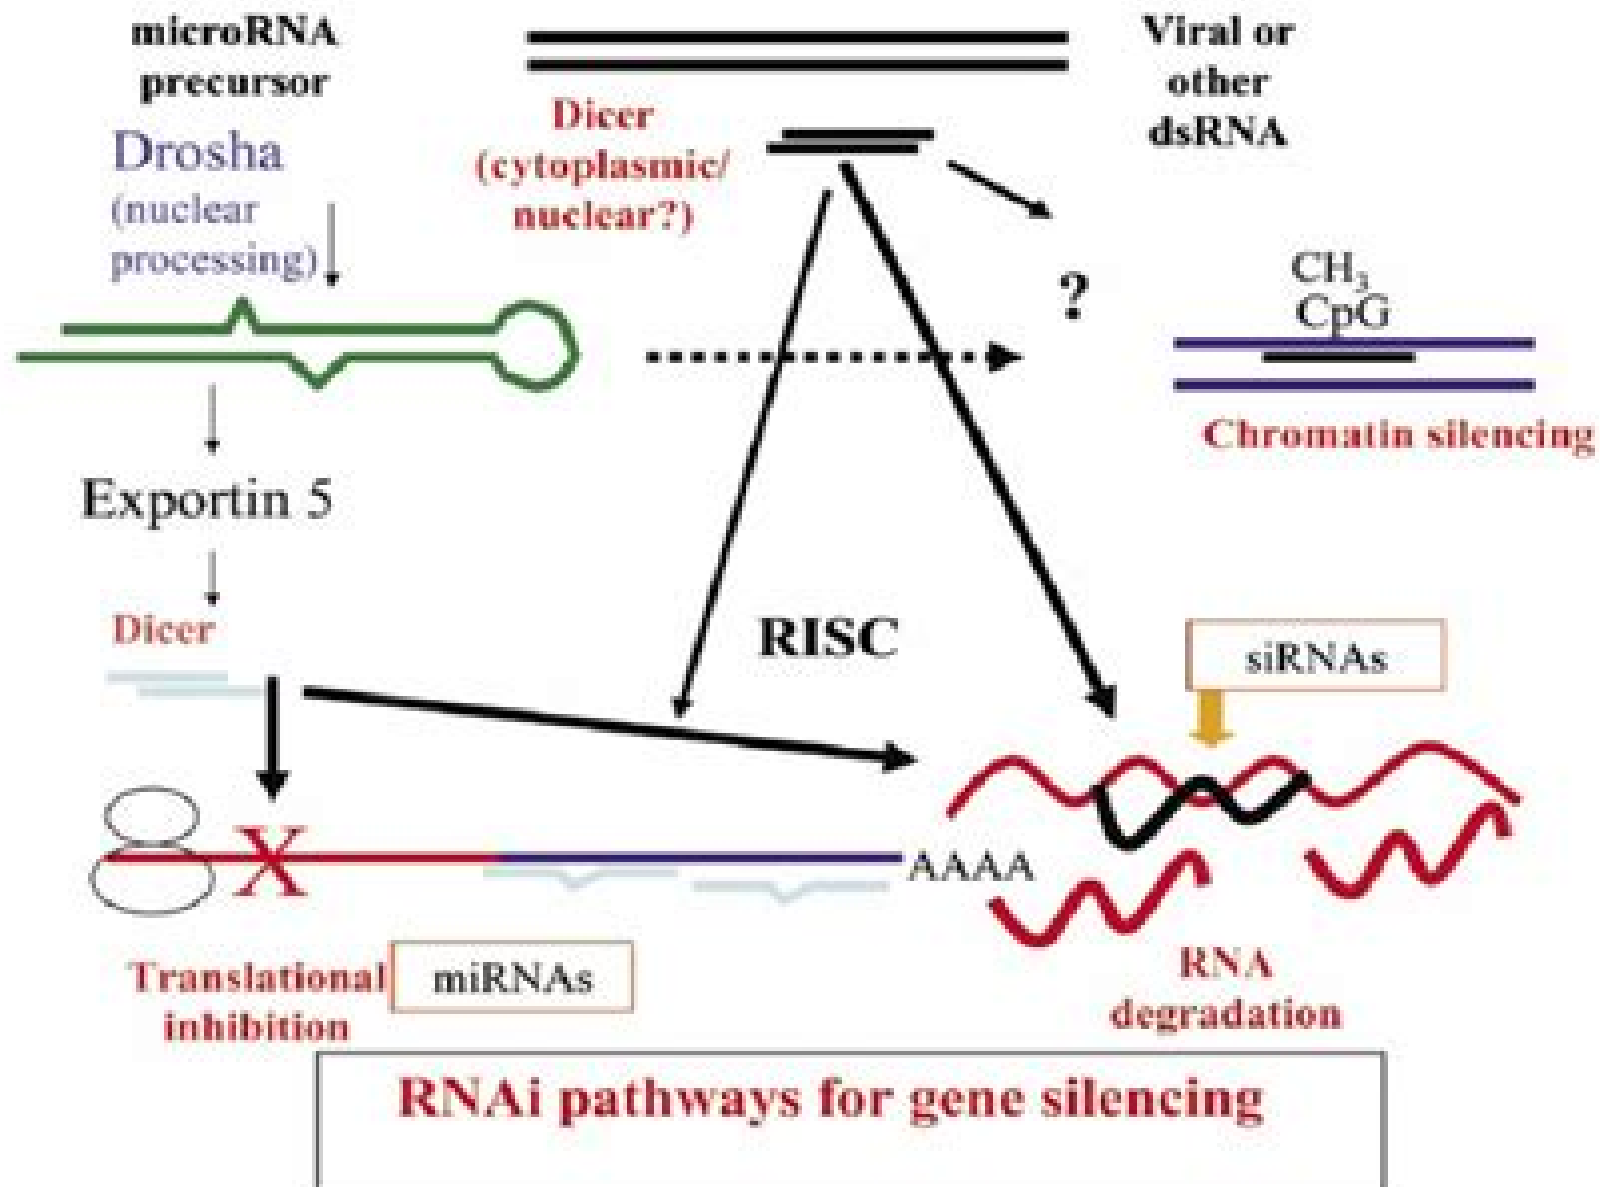 microRNA
precursor
Viral or
other
dsRNA
Drosha
(nuclear
processing)
Dicer
(cytoplasmic/
nuclear?)
?
CH3
CpG
Chromatin silencing
Exportin 5
Dicer
RISC
siRNAs
X
AAAA
Translational
inhibition
miRNAs
RNA
degradation
RNAi pathways for gene silencing